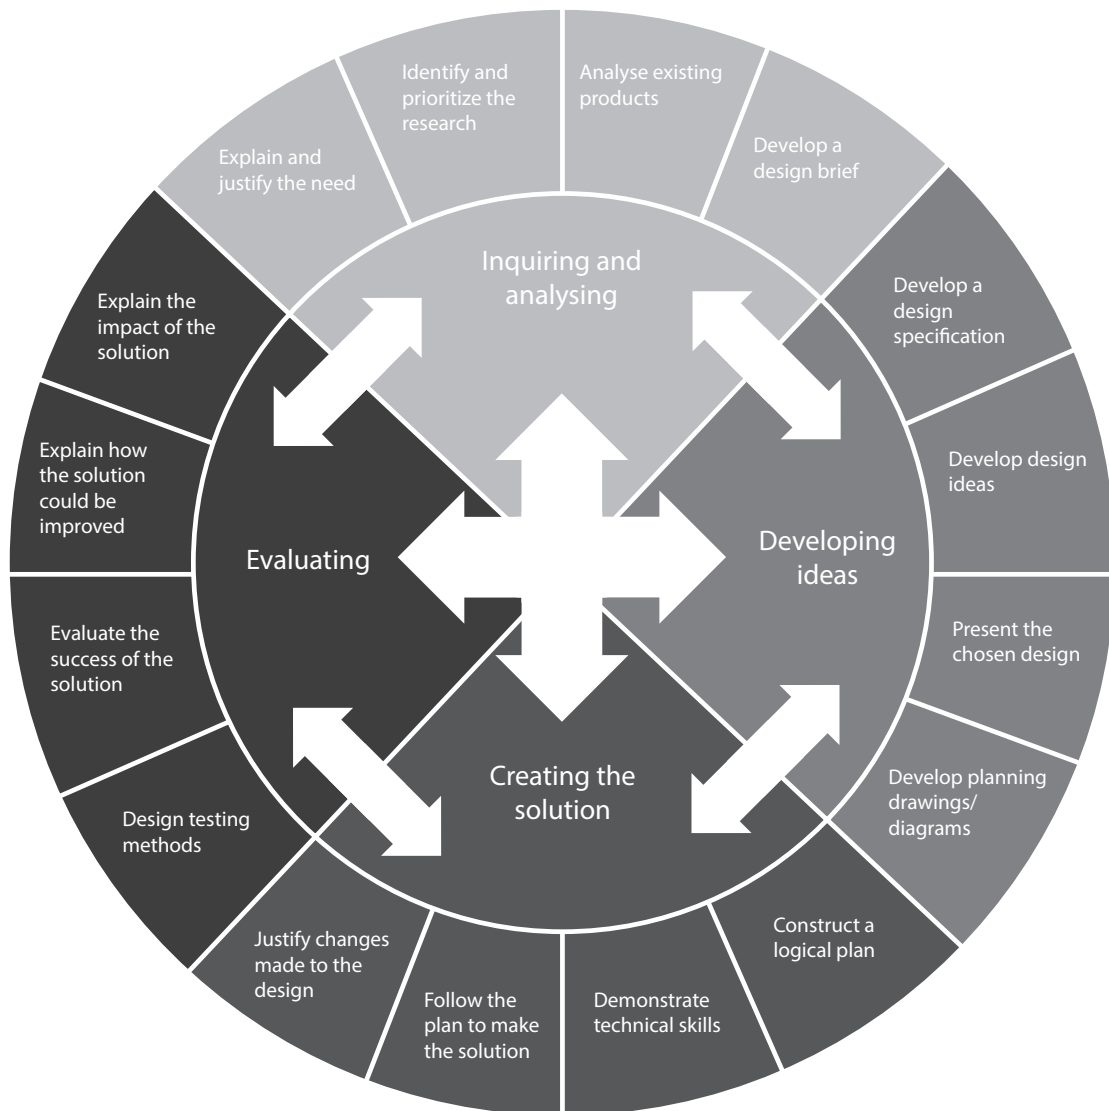 Explain and
justify the need
Identify and
prioritize the
research
Analyse existing
products
Develop a
design brief
Inquiring and
analysing
Develop a
design
specification
Develop design
ideas
Present the
chosen design
Develop planning
drawings/
diagrams
Developing
ideas
Construct a
logical plan
Demonstrate
technical skills
Follow the
plan to make
the solution
Justify changes
made to the
design
Creating the
solution
Design testing
methods
Evaluate the
success of the
solution
Explain how
the solution
could be
improved
Explain the
impact of the
solution
Evaluating